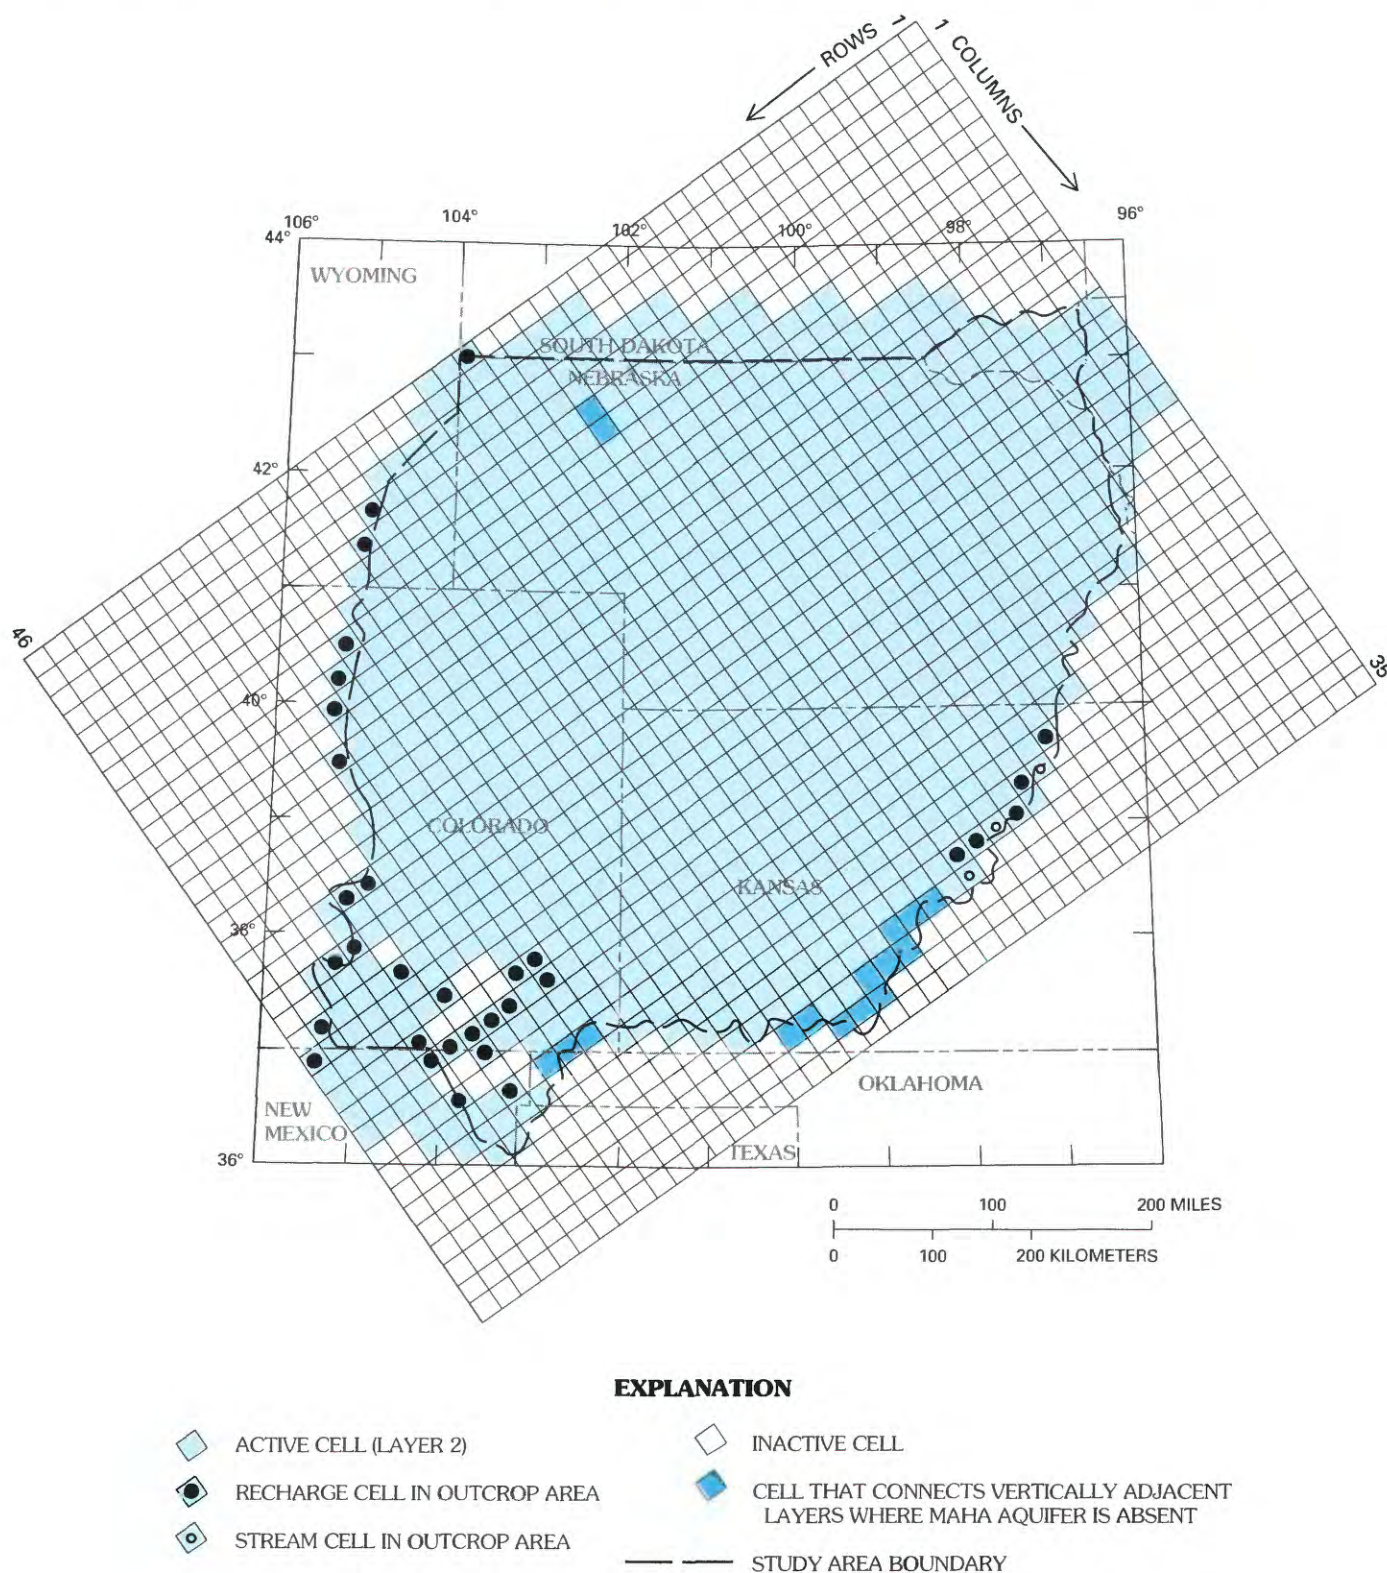 ROWS 1
1 COLUMNS
106° 104° 102° 100° 98° 96°
44°
WYOMING
SOUTH DAKOTA
NEBRASKA
42°
46
38
40°
COLORADO
KANSAS
38°
OKLAHOMA
NEW
MEXICO
TEXAS
36°
0 100 200 MILES
0 100 200 KILOMETERS
EXPLANATION
ACTIVE CELL (LAYER 2)
RECHARGE CELL IN OUTCROP AREA
STREAM CELL IN OUTCROP AREA
INACTIVE CELL
CELL THAT CONNECTS VERTICALLY ADJACENT
LAYERS WHERE MAHA AQUIFER IS ABSENT
STUDY AREA BOUNDARY